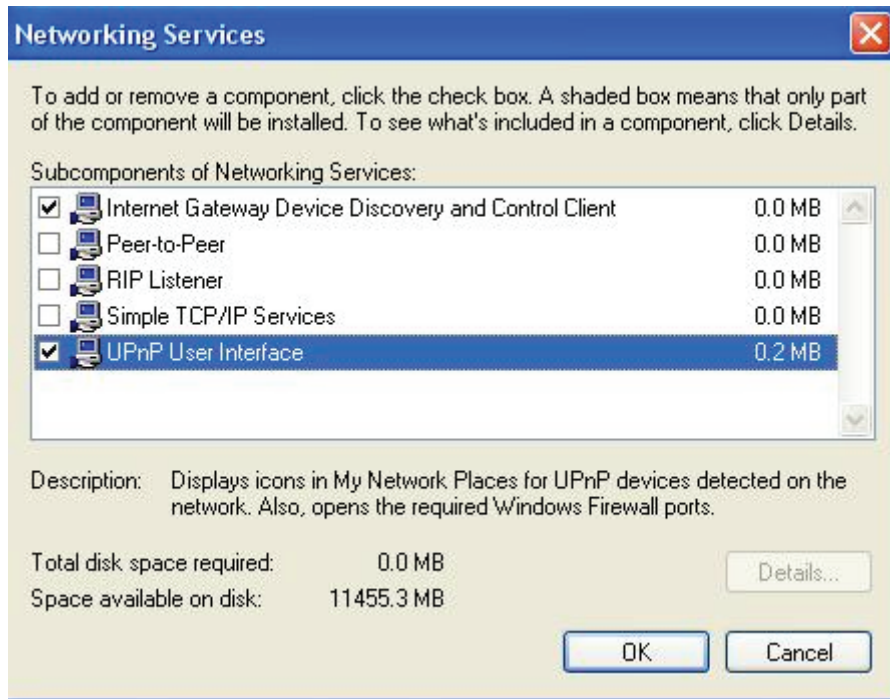 Networking Services
To add or remove a component, click the check box. A shaded box means that only part
of the component will be installed. To see what's included in a component, click Details.
Subcomponents of Networking Services:
Internet Gateway Device Discovery and Control Client 0.0 MB
Peer-to-Peer 0.0 MB
RIP Listener 0.0 MB
Simple TCP/IP Services 0.0 MB
UPnP User Interface 0.2 MB
Description: Displays icons in My Network Places for UPnP devices detected on the
network. Also, opens the required Windows Firewall ports.
Total disk space required: 0.0 MB
Details...
Space available on disk: 11455.3 MB
OK Cancel